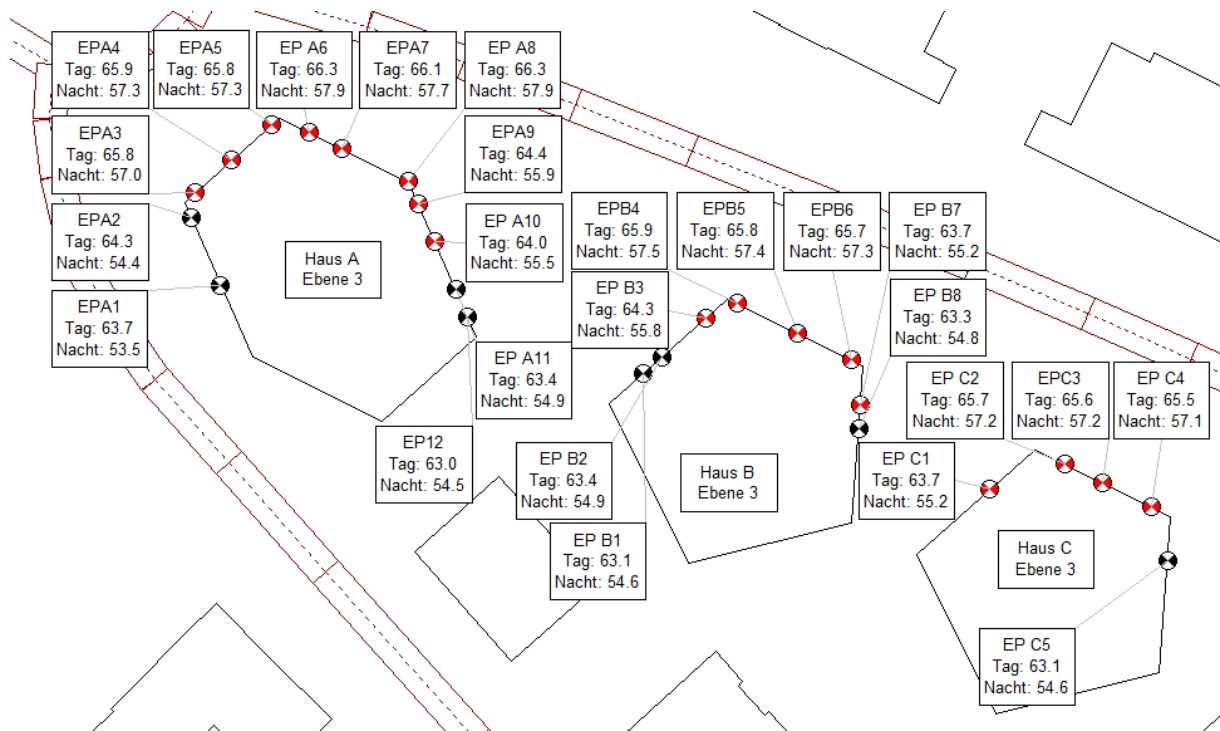 EPA4
Tag: 65.9
Nacht: 57.3
EPA5
Tag: 65.8
Nacht: 57.3
EP A6
Tag: 66.3
Nacht: 57.9
EPA7
Tag: 66.1
Nacht: 57.7
EP A8
Tag: 66.3
Nacht: 57.9
EPA3
Tag: 65.8
Nacht: 57.0
EPA9
Tag: 64.4
Nacht: 55.9
EPA2
Tag: 64.3
Nacht: 54.4
EP A10
Tag: 64.0
Nacht: 55.5
EPB4
Tag: 65.9
Nacht: 57.5
EPB5
Tag: 65.8
Nacht: 57.4
EPB6
Tag: 65.7
Nacht: 57.3
EP B7
Tag: 63.7
Nacht: 55.2
Haus A
Ebene 3
EPA1
Tag: 63.7
Nacht: 53.5
EP B3
Tag: 64.3
Nacht: 55.8
EP B8
Tag: 63.3
Nacht: 54.8
EP A11
Tag: 63.4
Nacht: 54.9
EP C2
Tag: 65.7
Nacht: 57.2
EPC3
Tag: 65.6
Nacht: 57.2
EP C4
Tag: 65.5
Nacht: 57.1
EP12
Tag: 63.0
Nacht: 54.5
EP B2
Tag: 63.4
Nacht: 54.9
Haus B
Ebene 3
EP C1
Tag: 63.7
Nacht: 55.2
EP B1
Tag: 63.1
Nacht: 54.6
Haus C
Ebene 3
EP C5
Tag: 63.1
Nacht: 54.6